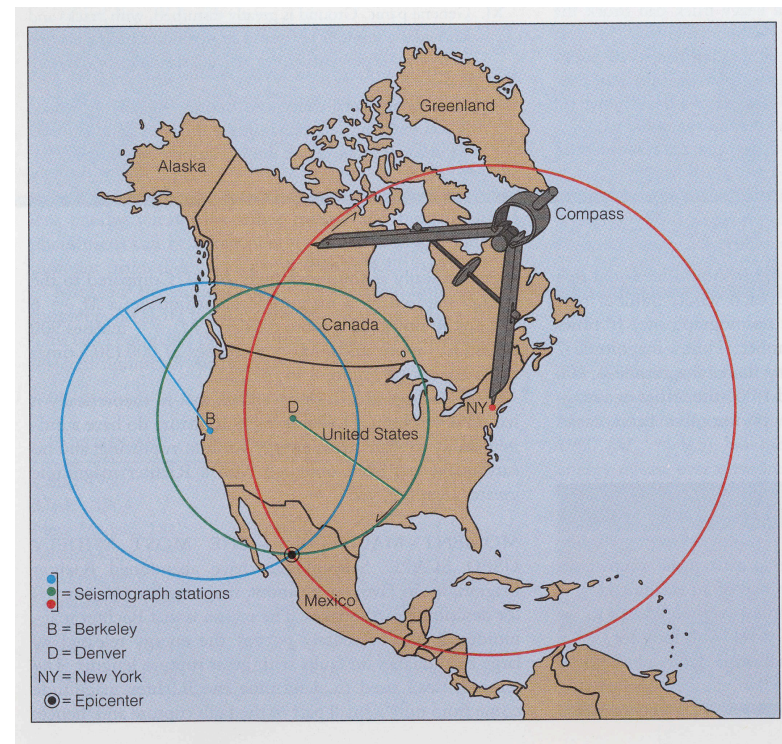 Greenland
Alaska
Compass
Canada
NY
B
D
United States
Mexico
= Seismograph stations
B = Berkeley
D = Denver
NY = New York
= Epicenter